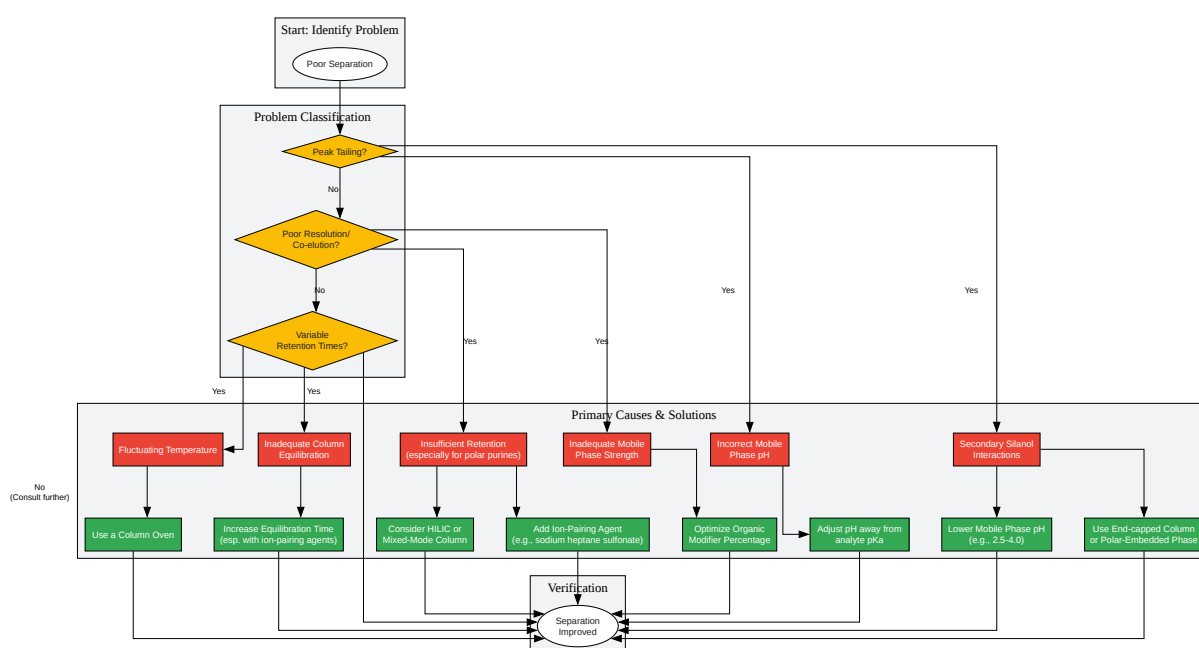 Start: Identify Problem
Poor Separation
Problem Classification
Peak Tailing?
No
Poor Resolution/
Co-elution?
No
Yes
Yes
Variable
Retention Times?
Yes
Yes
Yes
Yes
Primary Causes & Solutions
Fluctuating Temperature
Inadequate Column
Equilibration
Insufficient Retention
(especially for polar purines)
Inadequate Mobile
Phase Strength
Incorrect Mobile
Phase pH
Secondary Silanol
Interactions
No
(Consult further)
Use a Column Oven
Increase Equilibration Time
(esp. with ion-pairing agents)
Consider HILIC or
Mixed-Mode Column
Add Ion-Pairing Agent
(e.g., sodium heptane sulfonate)
Optimize Organic
Modifier Percentage
Adjust pH away from
analyte pKa
Lower Mobile Phase pH
(e.g., 2.5-4.0)
Use End-capped Column
or Polar-Embedded Phase
Verification
Separation
Improved